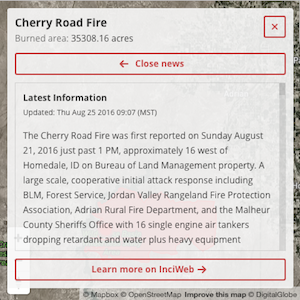 Cherry Road Fire
Burned area: 35308.16 acres
×
← Close news
Latest Information
Updated: Thu Aug 25 2016 09:07 (MST)
The Cherry Road Fire was first reported on Sunday August
21, 2016 just past 1 PM, approximately 16 west of
Homedale, ID on Bureau of Land Management property. A
large scale, cooperative initial attack response including
BLM, Forest Service, Jordan Valley Rangeland Fire Protection
Association, Adrian Rural Fire Department, and the Malheur
County Sheriffs Office with 16 single engine air tankers
dropping retardant and water plus heavy equipment
Learn more on InciWeb →
© Mapbox © OpenStreetMap Improve this map © DigitalGlobe